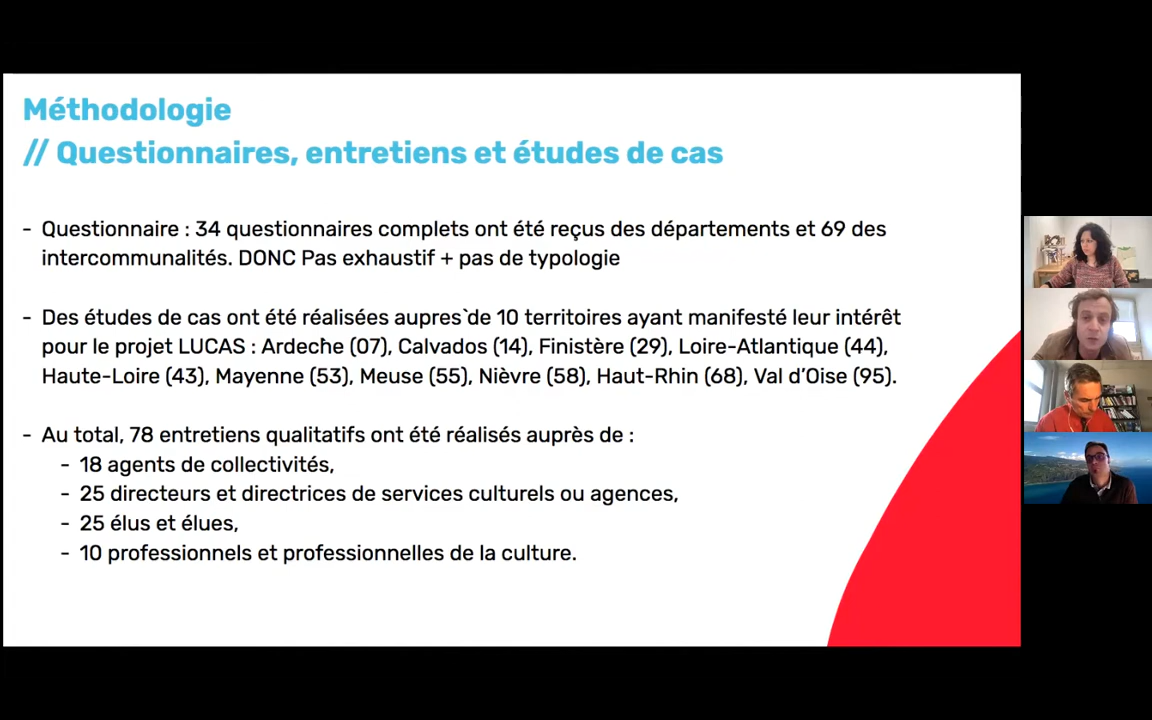 Méthodologie
// Questionnaires, entretiens et études de cas
- Questionnaire : 34 questionnaires complets ont été reçus des départements et 69 des
intercommunalités. DONC Pas exhaustif + pas de typologie
- Des études de cas ont été réalisées aupres`de 10 territoires ayant manifesté leur intérêt
pour le projet LUCAS : Ardeche (07), Calvados (14), Finistère (29), Loire-Atlantique (44),
Haute-Loire (43), Mayenne (53), Meuse (55), Nièvre (58), Haut-Rhin (68), Val d’Oise (95).
- Au total, 78 entretiens qualitatifs ont été réalisés auprès de :
- 18 agents de collectivités,
- 25 directeurs et directrices de services culturels ou agences,
- 25 élus et élues,
- 10 professionnels et professionnelles de la culture.